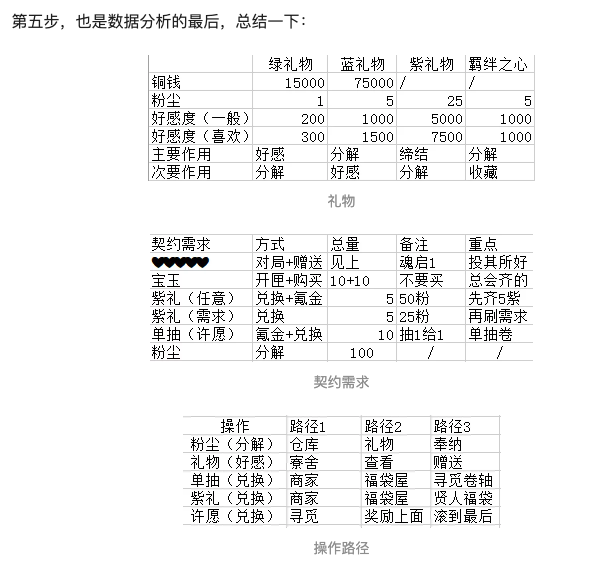 第五步，也是数据分析的最后，总结一下：
绿礼物 蓝礼物 紫礼物 羁绊之心
铜钱 15000 75000 / /
粉尘 1 5 25 5
好感度（一般） 200 1000 5000 1000
好感度（喜欢） 300 1500 7500 1000
主要作用 好感 分解 缔结 分解
次要作用 分解 好感 分解 收藏
礼物
契约需求 方式 总量 备注 重点
♥♥♥♥♥ 对局+赠送 见上 魂启1 投其所好
宝玉 开匣+购买 10+10 不要买 总会齐的
紫礼（任意） 兑换+氪金 5 50粉 先齐5紫
紫礼（需求） 兑换 5 25粉 再刷需求
单抽（许愿） 氪金+兑换 10 抽1给1 单抽卷
粉尘 分解 100 / /
契约需求
操作 路径1 路径2 路径3
粉尘（分解） 仓库 礼物 奉纳
礼物（好感） 寮舍 查看 赠送
单抽（兑换） 商家 福袋屋 寻觅卷轴
紫礼（兑换） 商家 福袋屋 贤人福袋
许愿（兑换） 寻觅 奖励上面 滚到最后
操作路径